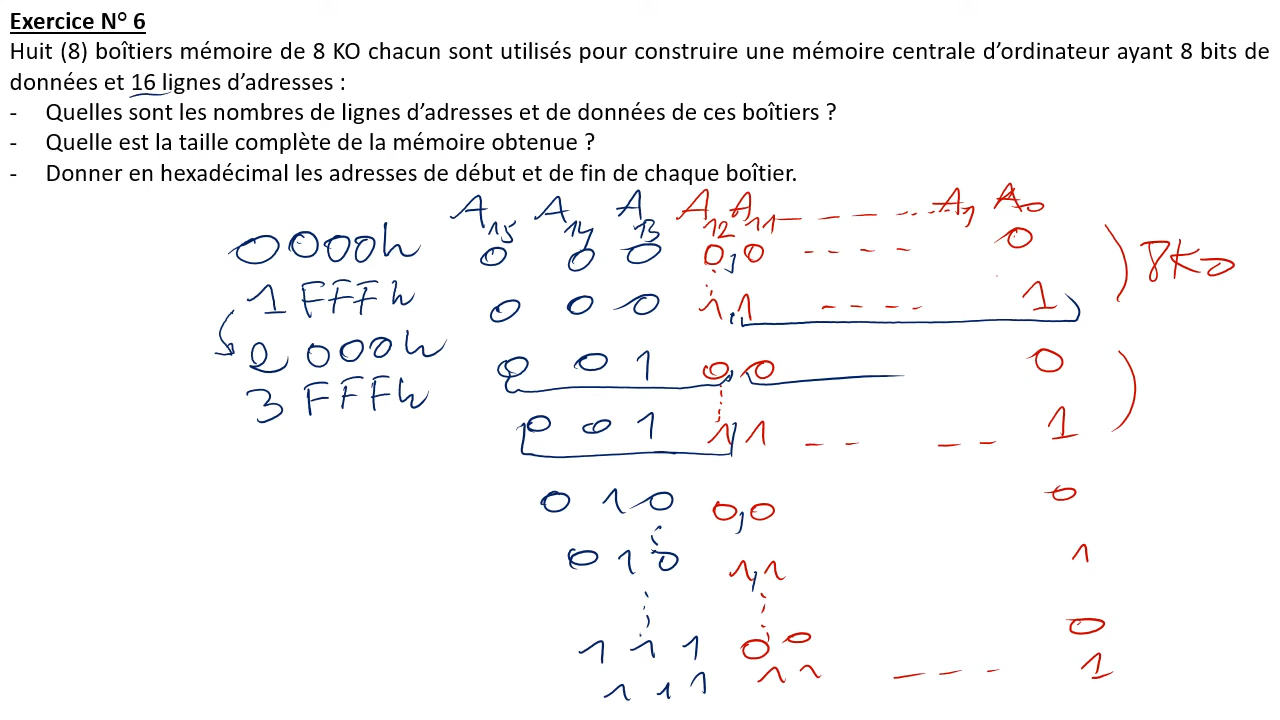 Exercice N° 6
Huit (8) boîtiers mémoire de 8 KO chacun sont utilisés pour construire une mémoire centrale d’ordinateur ayant 8 bits de
données et 16 lignes d’adresses :
- Quelles sont les nombres de lignes d’adresses et de données de ces boîtiers ?
- Quelle est la taille complète de la mémoire obtenue ?
- Donner en hexadécimal les adresses de début et de fin de chaque boîtier.
A15 A14 A13 A12 A11 - - - - - A1 A0
0000h 0 0 0 0,0 - - - - 0 ) 8KO
1FFFh 0 0 0 1,1 - - - - 1
2000h 0 0 1 0,0 0 )
3FFFh 0 0 1 1 1 - - - - 1
0 1 0 0,0 0
0 1 0 1,1 1
1 1 1 0 0 0
1 1 1 1 1 - - - 1